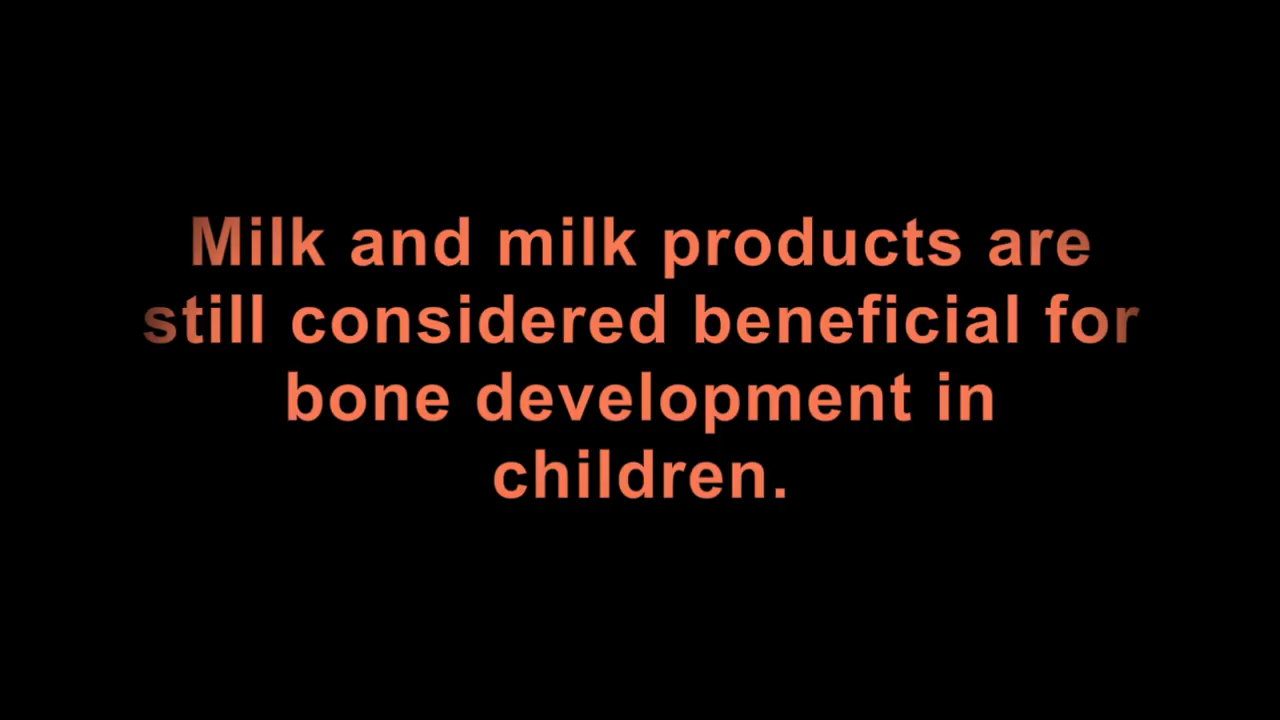 Milk and milk products are
still considered beneficial for
bone development in
children.